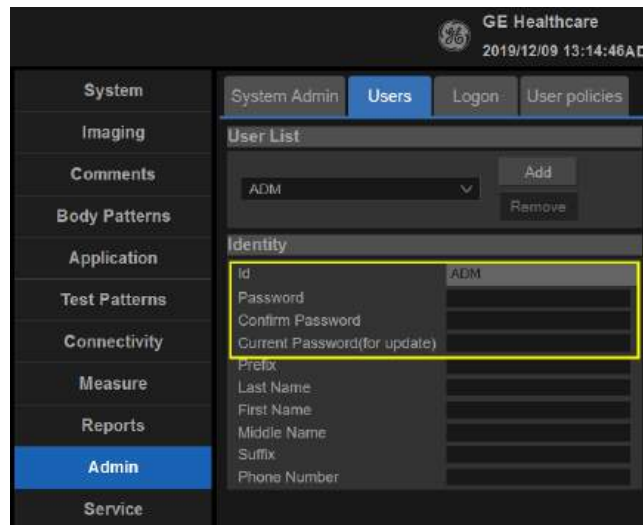 GE Healthcare
2019/12/09 13:14:46AD
System
Imaging
Comments
Body Patterns
Application
Test Patterns
Connectivity
Measure
Reports
Admin
Service
System Admin Users Logon User policies
User List
ADM
Add
Remove
Identity
Id ADM
Password
Confirm Password
Current Password(for update)
Prefix
Last Name
First Name
Middle Name
Suffix
Phone Number